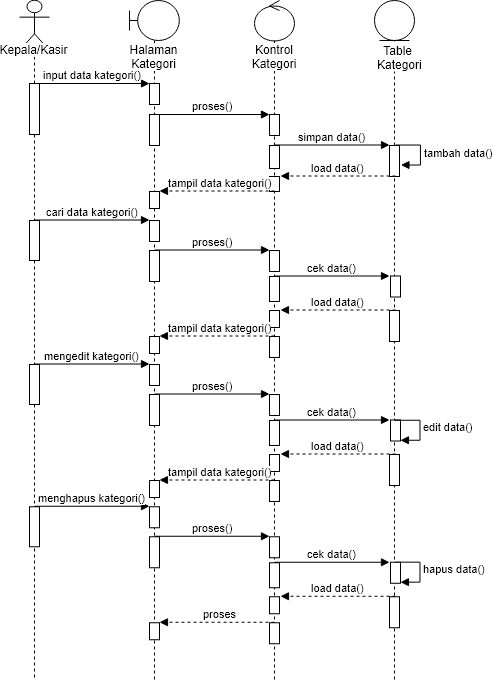 Kepala/Kasir
Halaman
Kategori
Kontrol
Kategori
Table
Kategori
input data kategori()
proses()
simpan data()
tambah data()
load data()
tampil data kategori()
cari data kategori()
proses()
cek data()
load data()
tampil data kategori()
mengedit kategori()
proses()
cek data()
edit data()
load data()
tampil data kategori()
menghapus kategori()
proses()
cek data()
hapus data()
load data()
proses